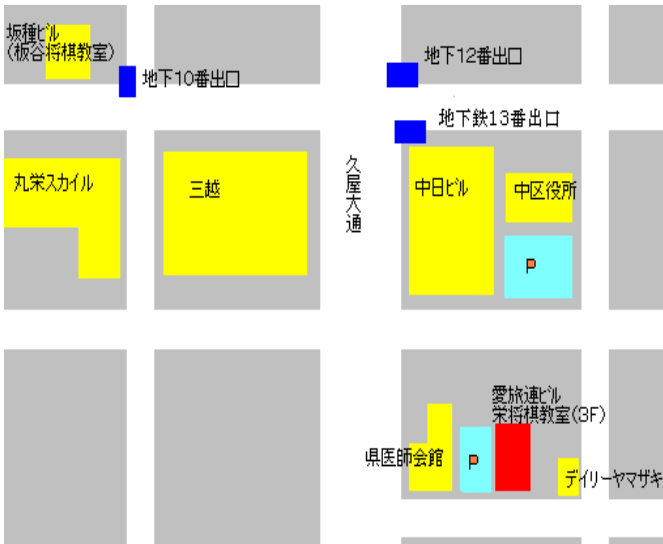 坂種ビル
(板谷将棋教室)
地下10番出口
地下12番出口
地下鉄13番出口
丸栄スカイル
三越
久屋大通
中日ビル
中区役所
P
愛旅連ビル
栄将棋教室(3F)
県医師会館
P
デイリーヤマザキ